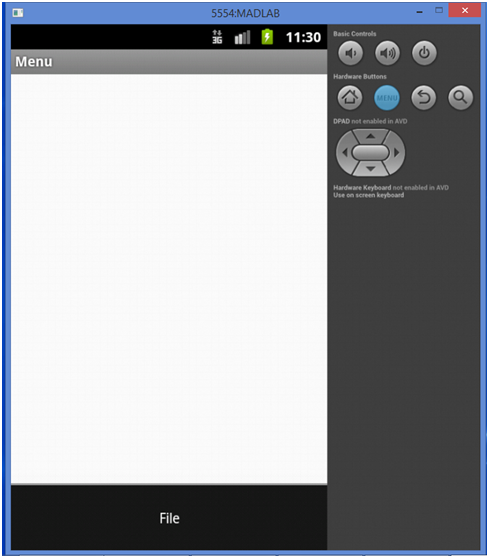 5554:MADLAB
3G 11:30
Menu
Basic Controls
Hardware Buttons
MENU
DPAD not enabled in AVD
Hardware Keyboard not enabled in AVD
Use on screen keyboard
File